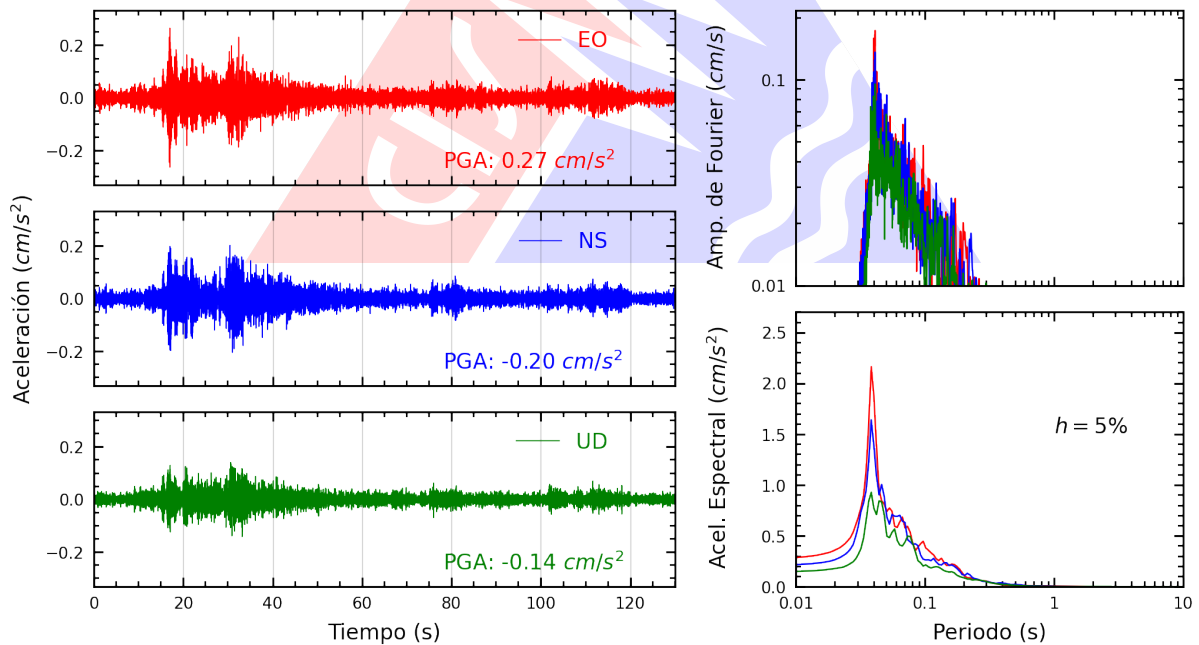 Aceleración (cm/s²)
0.2
0.0
−0.2
EO
PGA: 0.27 cm/s²
0.2
0.0
−0.2
NS
PGA: -0.20 cm/s²
0.2
0.0
−0.2
UD
PGA: -0.14 cm/s²
0 20 40 60 80 100 120
Tiempo (s)
Amp. de Fourier (cm/s)
0.1
0.01
Acel. Espectral (cm/s²)
2.5
2.0
1.5
1.0
0.5
0.0
h = 5%
0.01 0.1 1 10
Periodo (s)